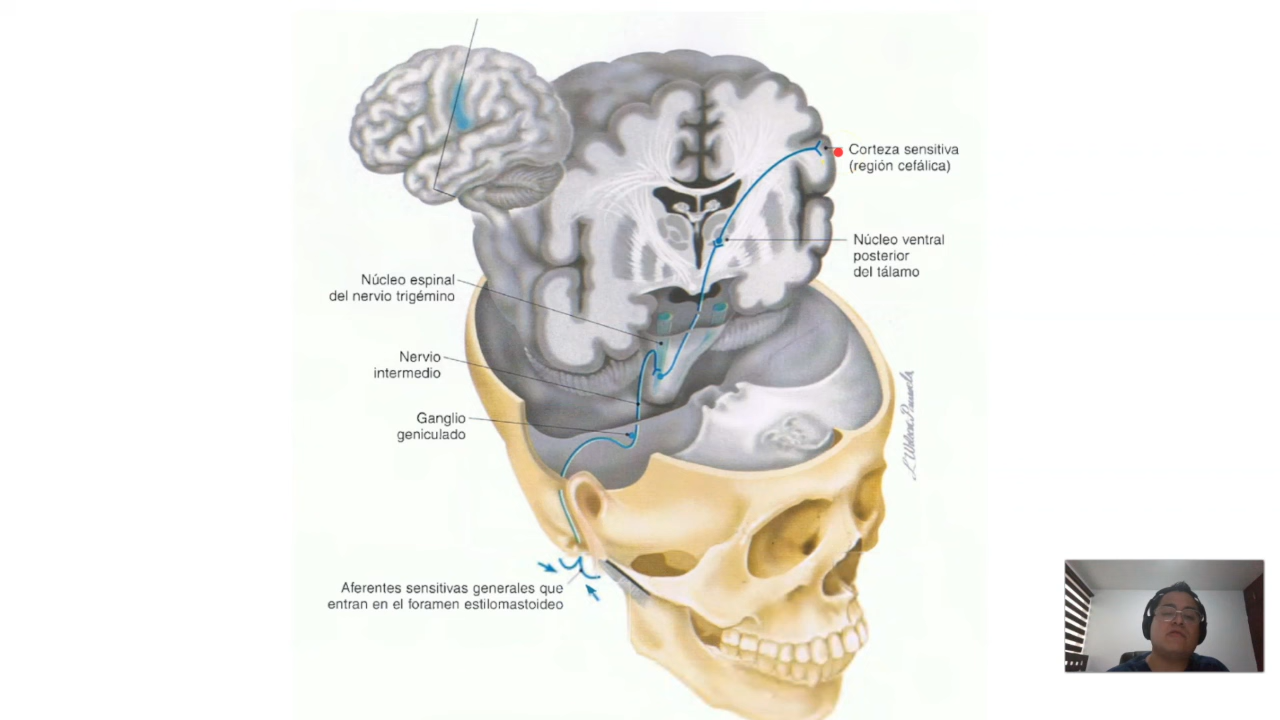 Corteza sensitiva
(región cefálica)
Núcleo ventral
posterior
del tálamo
Núcleo espinal
del nervio trigémino
Nervio
intermedio
Ganglio
geniculado
Aferentes sensitivas generales que
entran en el foramen estilomastoideo